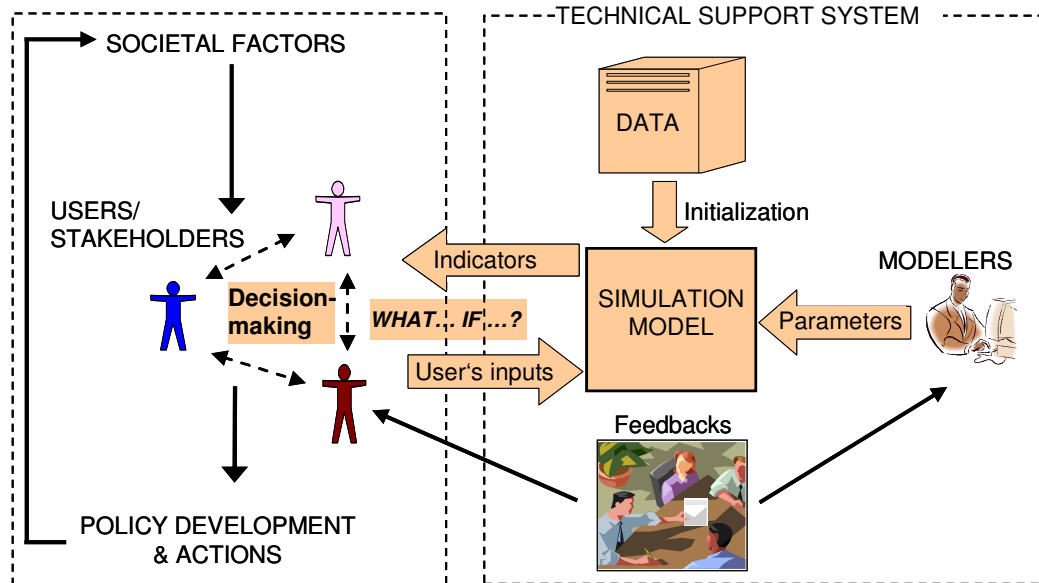 TECHNICAL SUPPORT SYSTEM
SOCIETAL FACTORS
DATA
Initialization
USERS/
STAKEHOLDERS
Indicators
MODELERS
Decision-
making
WHAT… IF …?
SIMULATION
MODEL
Parameters
User‘s inputs
Feedbacks
POLICY DEVELOPMENT
& ACTIONS